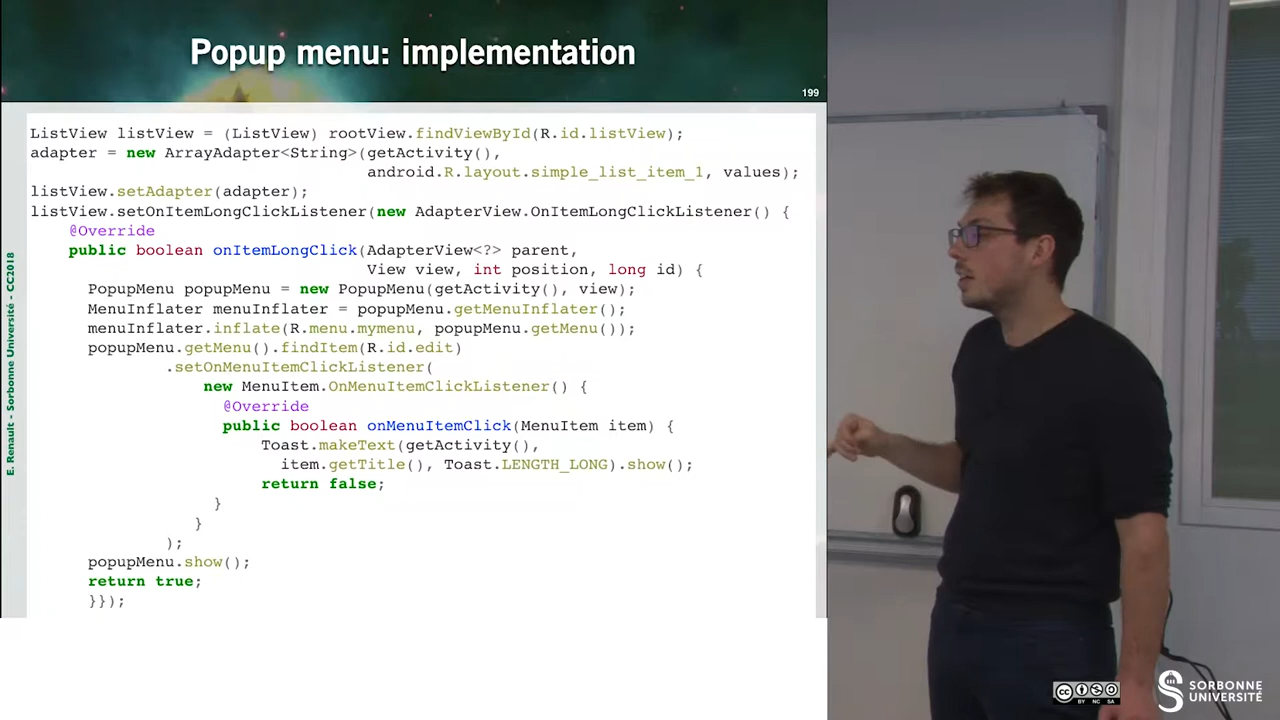 Popup menu: implementation
199
ListView listView = (ListView) rootView.findViewById(R.id.listView);
adapter = new ArrayAdapter<String>(getActivity(),
android.R.layout.simple_list_item_1, values);
listView.setAdapter(adapter);
listView.setOnItemLongClickListener(new AdapterView.OnItemLongClickListener() {
@Override
public boolean onItemLongClick(AdapterView<?> parent,
View view, int position, long id) {
PopupMenu popupMenu = new PopupMenu(getActivity(), view);
MenuInflater menuInflater = popupMenu.getMenuInflater();
menuInflater.inflate(R.menu.mymenu, popupMenu.getMenu());
popupMenu.getMenu().findItem(R.id.edit)
.setOnMenuItemClickListener(
new MenuItem.OnMenuItemClickListener() {
@Override
public boolean onMenuItemClick(MenuItem item) {
Toast.makeText(getActivity(),
item.getTitle(), Toast.LENGTH_LONG).show();
return false;
}
}
);
popupMenu.show();
return true;
}});
E. Renault - Sorbonne Université - CC2018
cc
BY NC SA
SORBONNE
UNIVERSITÉ